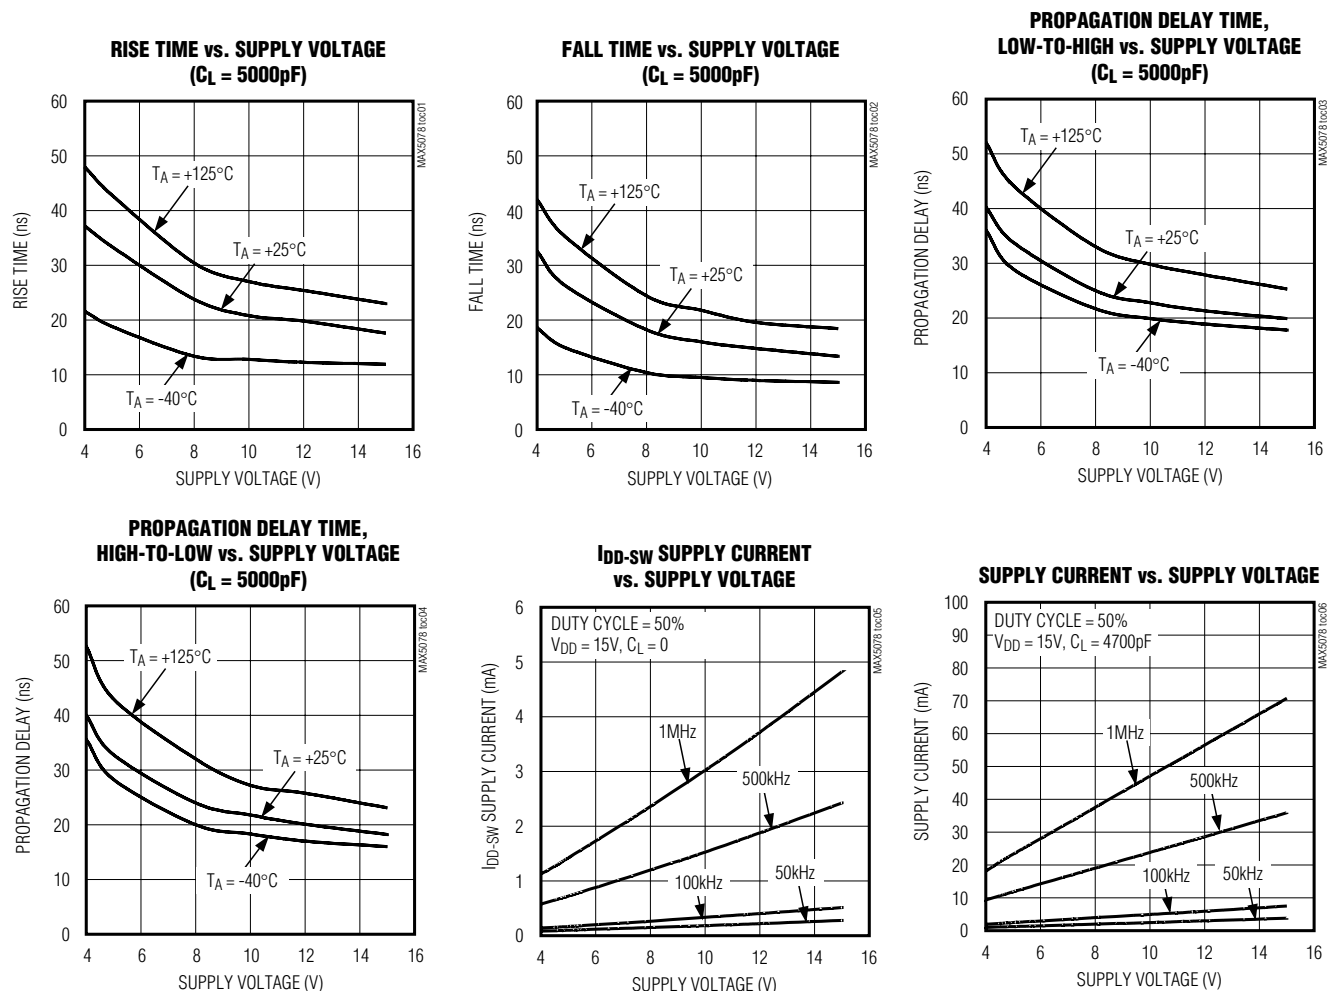 RISE TIME vs. SUPPLY VOLTAGE
(CL = 5000pF)
60
50
40
30
20
10
0
RISE TIME (ns)
TA = +125°C
TA = +25°C
TA = -40°C
4 6 8 10 12 14 16
SUPPLY VOLTAGE (V)
MAX5078 toc01
FALL TIME vs. SUPPLY VOLTAGE
(CL = 5000pF)
60
50
40
30
20
10
0
FALL TIME (ns)
TA = +125°C
TA = +25°C
TA = -40°C
4 6 8 10 12 14 16
SUPPLY VOLTAGE (V)
MAX5078 toc02
PROPAGATION DELAY TIME,
LOW-TO-HIGH vs. SUPPLY VOLTAGE
(CL = 5000pF)
60
50
40
30
20
10
0
PROPAGATION DELAY (ns)
TA = +125°C
TA = +25°C
TA = -40°C
4 6 8 10 12 14 16
SUPPLY VOLTAGE (V)
MAX5078 toc03
PROPAGATION DELAY TIME,
HIGH-TO-LOW vs. SUPPLY VOLTAGE
(CL = 5000pF)
60
50
40
30
20
10
0
PROPAGATION DELAY (ns)
TA = +125°C
TA = +25°C
TA = -40°C
4 6 8 10 12 14 16
SUPPLY VOLTAGE (V)
MAX5078 toc04
IDD-SW SUPPLY CURRENT
vs. SUPPLY VOLTAGE
6
5
4
3
2
1
0
IDD-SW SUPPLY CURRENT (mA)
DUTY CYCLE = 50%
VDD = 15V, CL = 0
1MHz
500kHz
100kHz
50kHz
4 6 8 10 12 14 16
SUPPLY VOLTAGE (V)
MAX5078 toc05
SUPPLY CURRENT vs. SUPPLY VOLTAGE
100
90
80
70
60
50
40
30
20
10
0
SUPPLY CURRENT (mA)
DUTY CYCLE = 50%
VDD = 15V, CL = 4700pF
1MHz
500kHz
100kHz
50kHz
4 6 8 10 12 14 16
SUPPLY VOLTAGE (V)
MAX5078 toc06